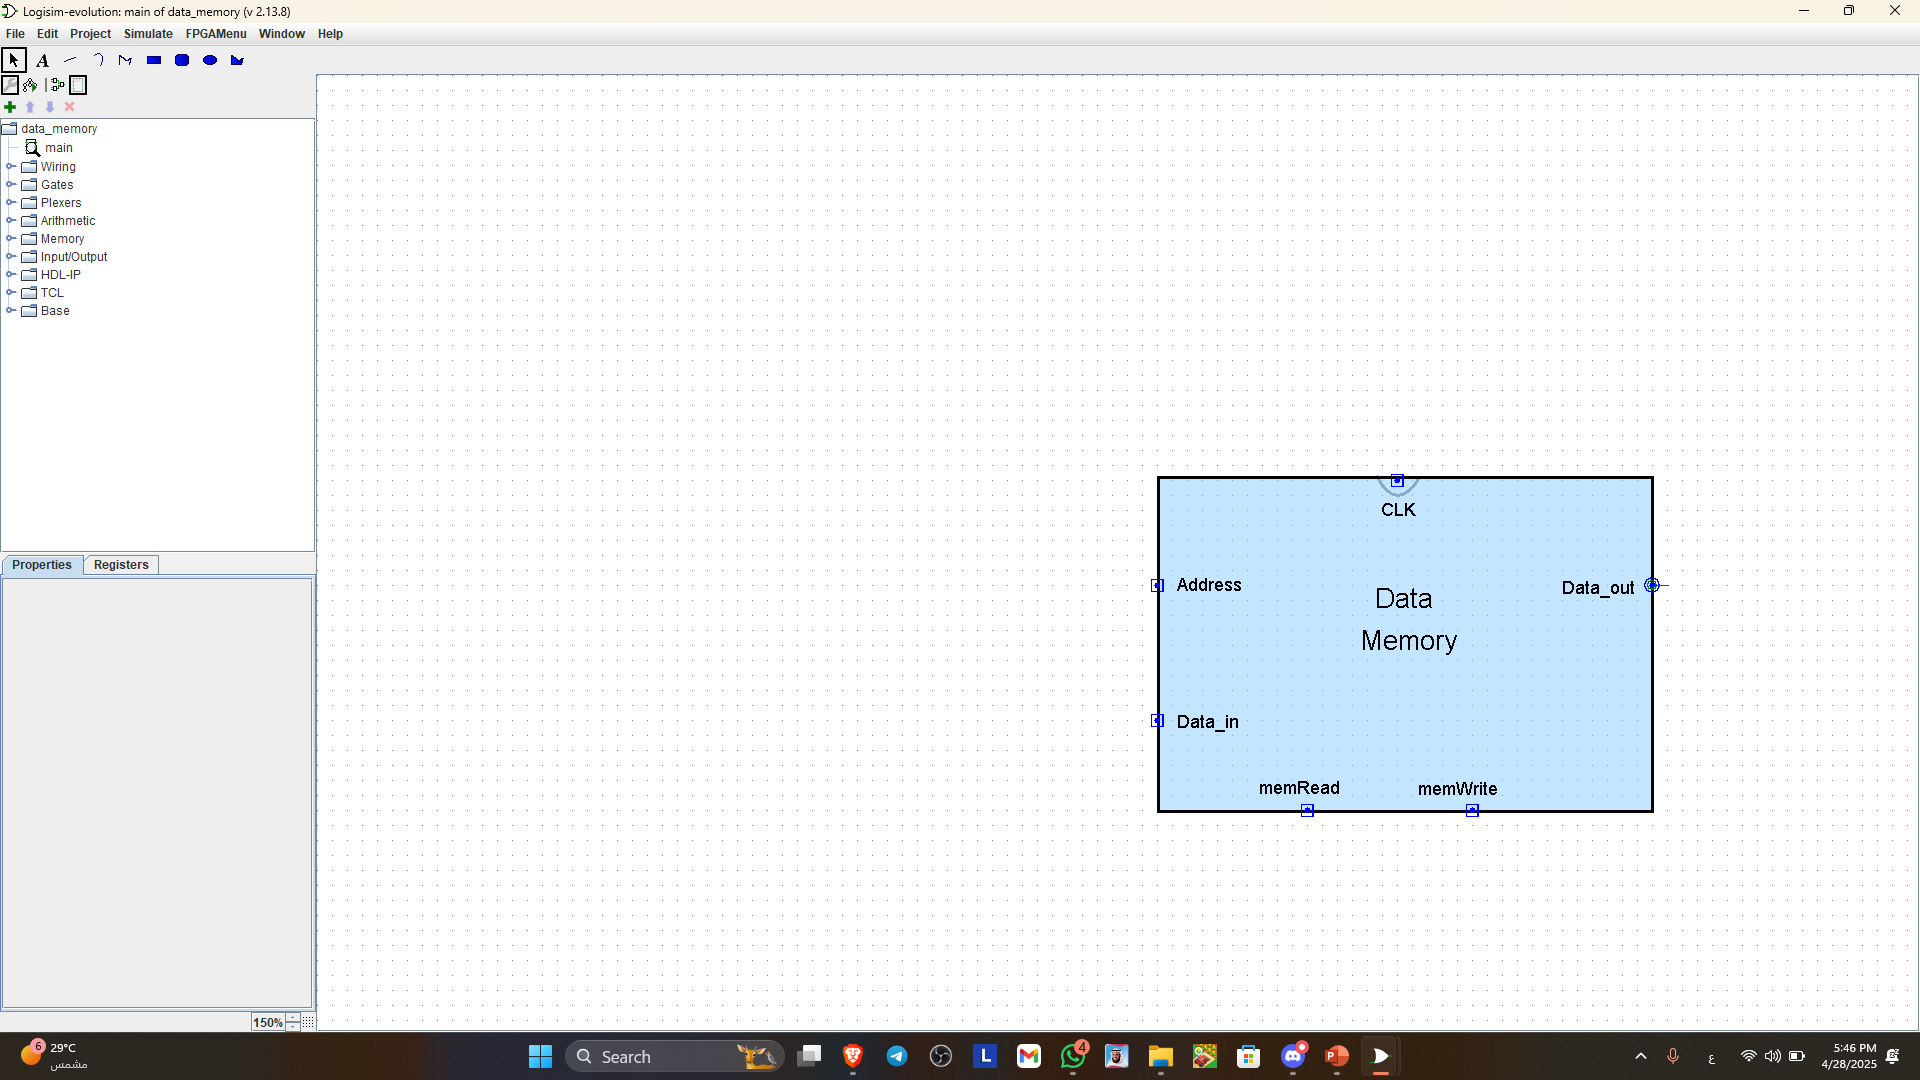 Logisim-evolution: main of data_memory (v 2.13.8)
File Edit Project Simulate FPGAMenu Window Help
A
data_memory
main
Wiring
Gates
Plexers
Arithmetic
Memory
Input/Output
HDL-IP
TCL
Base
Properties Registers
150%
CLK
Address
Data
Memory
Data_out
Data_in
memRead
memWrite
6
29°C
مشمس
Search
L
4
ع
5:46 PM
4/28/2025